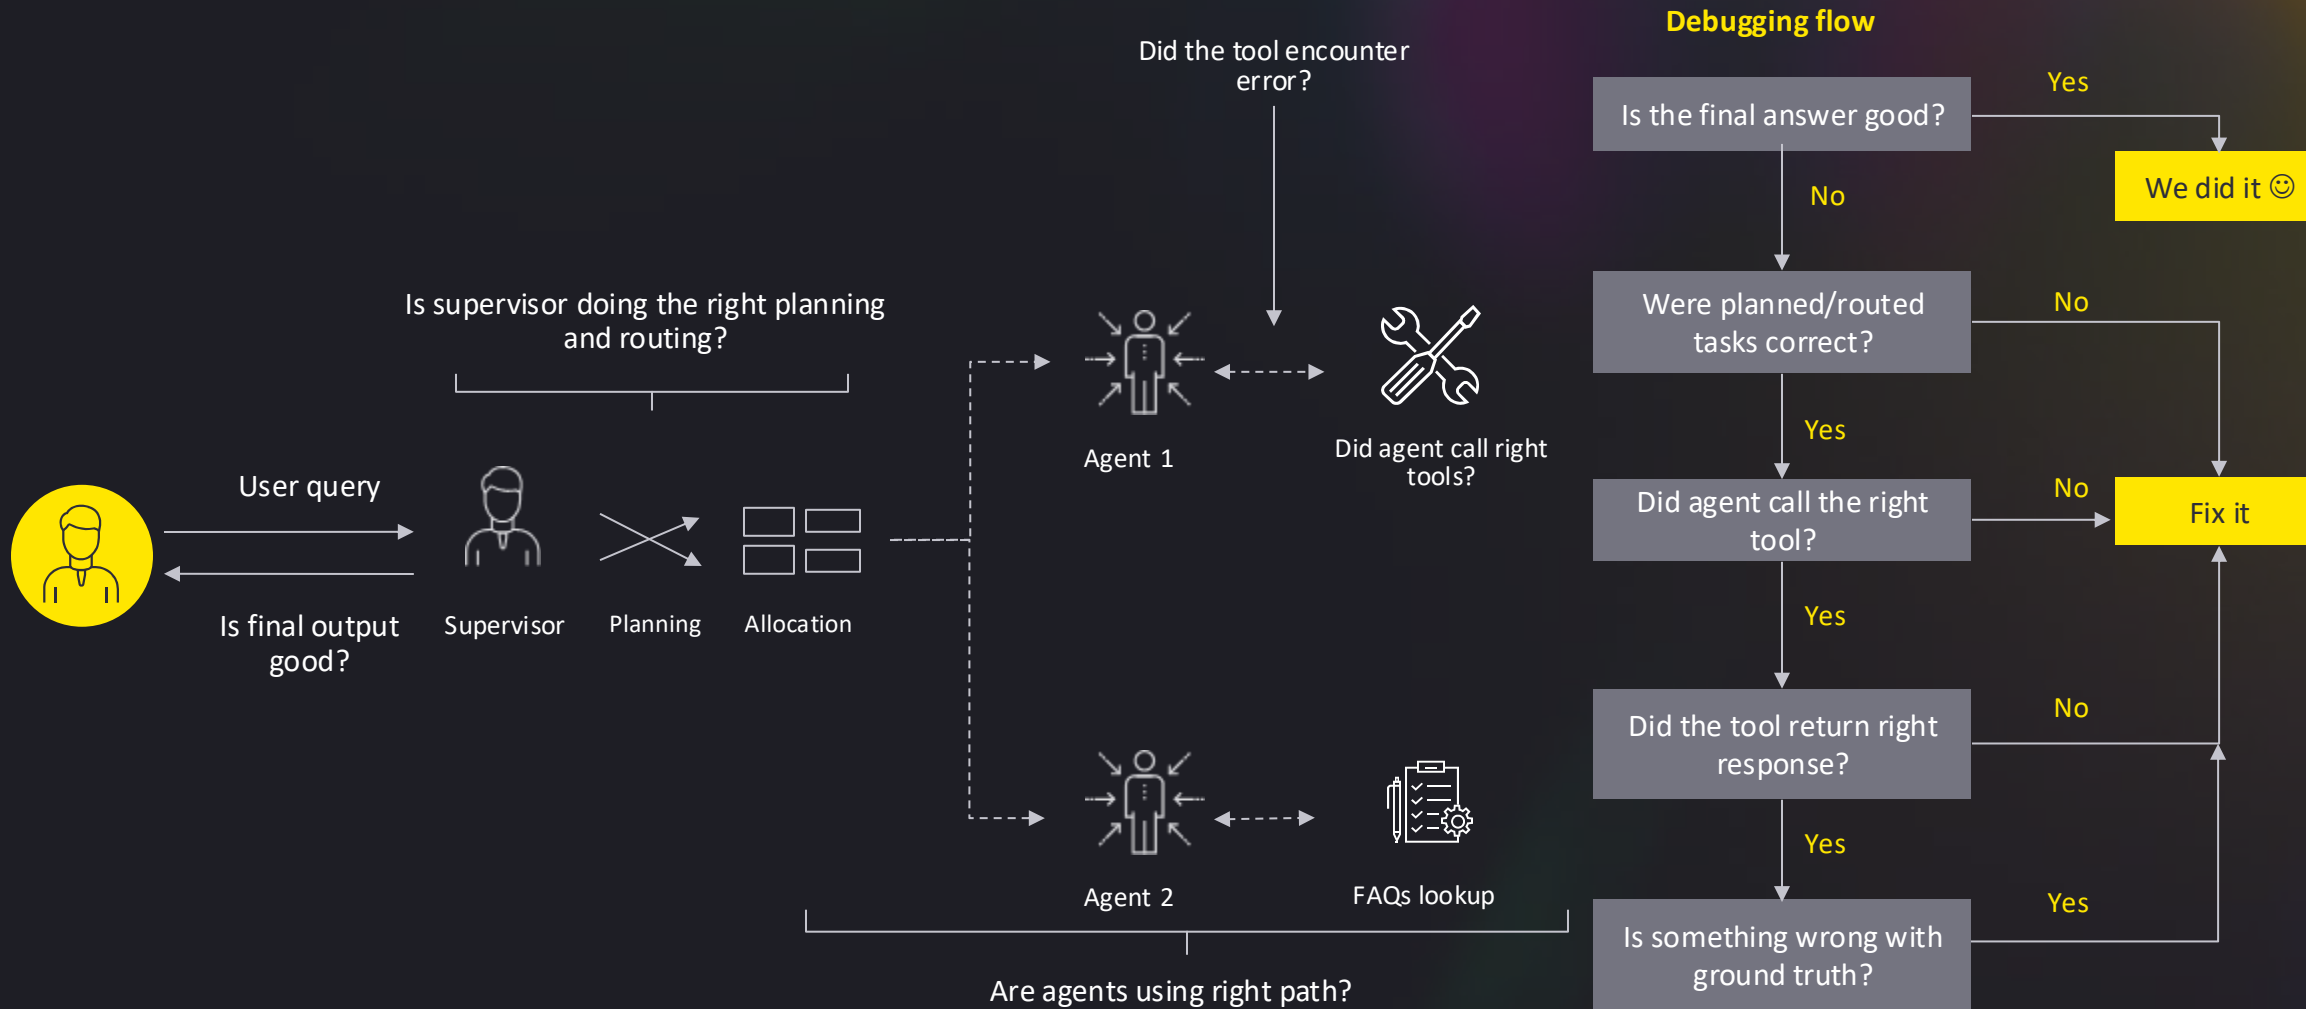 Debugging flow
Did the tool encounter
error?
Is supervisor doing the right planning
and routing?
User query
Is final output
good?
Supervisor
Planning
Allocation
Agent 1
Did agent call right
tools?
Agent 2
FAQs lookup
Are agents using right path?
Is the final answer good?
Yes
We did it ☺
No
Were planned/routed
tasks correct?
No
Yes
Did agent call the right
tool?
No
Fix it
Yes
Did the tool return right
response?
No
Yes
Is something wrong with
ground truth?
Yes